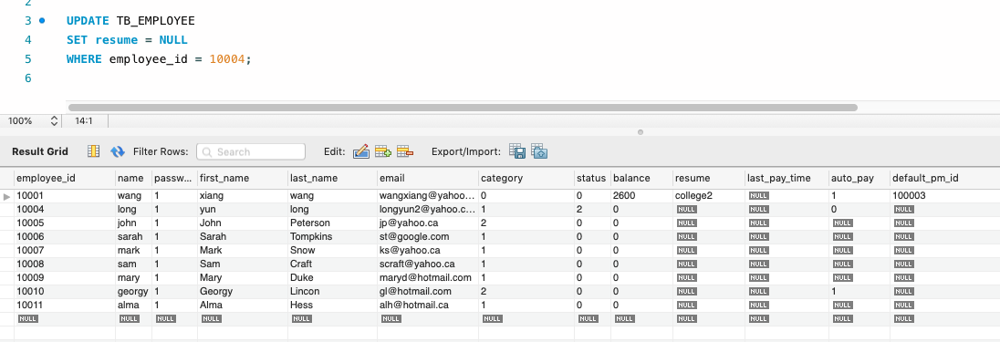 2
3 UPDATE TB_EMPLOYEE
4 SET resume = NULL
5 WHERE employee_id = 10004;
6
100% 14:1
Result Grid Filter Rows: Search Edit: Export/Import:
employee_id name passw... first_name last_name email category status balance resume last_pay_time auto_pay default_pm_id
10001 wang 1 xiang wang wangxiang@yahoo... 0 0 2600 college2 NULL 1 100003
10004 long 1 yun long longyun2@yahoo.c... 1 2 0 NULL NULL 0 NULL
10005 john 1 John Peterson jp@yahoo.ca 2 0 0 NULL NULL NULL NULL
10006 sarah 1 Sarah Tompkins st@google.com 1 0 0 NULL NULL NULL NULL
10007 mark 1 Mark Snow ks@yahoo.ca 1 0 0 NULL NULL NULL NULL
10008 sam 1 Sam Craft scraft@yahoo.ca 1 0 0 NULL NULL NULL NULL
10009 mary 1 Mary Duke maryd@hotmail.com 1 0 0 NULL NULL NULL NULL
10010 georgy 1 Georgy Lincon gl@hotmail.com 2 0 0 NULL NULL 1 NULL
10011 alma 1 Alma Hess alh@hotmail.ca 1 0 0 NULL NULL NULL NULL
NULL NULL NULL NULL NULL NULL NULL NULL NULL NULL NULL NULL NULL